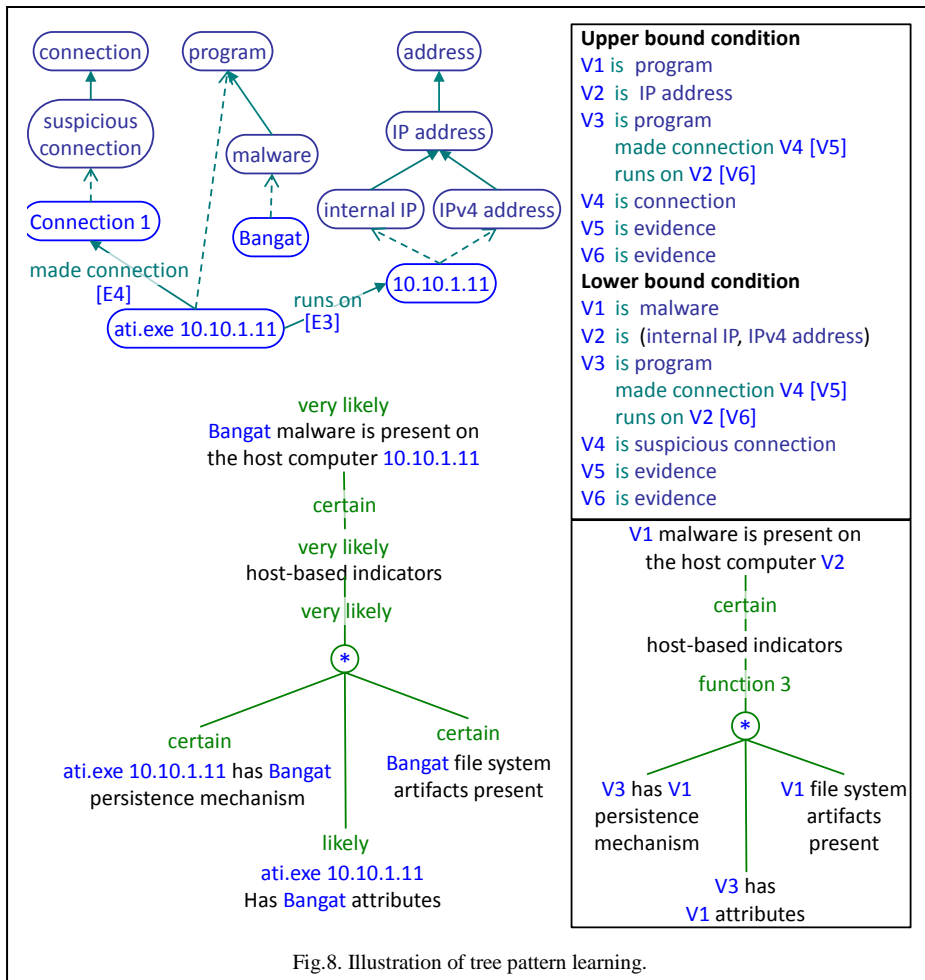 connection
program
address
suspicious
connection
malware
IP address
Connection 1
Bangat
internal IP
IPv4 address
made connection
[E4]
10.10.1.11
runs on
[E3]
ati.exe 10.10.1.11
very likely
Bangat malware is present on
the host computer 10.10.1.11
certain
very likely
host-based indicators
very likely
*
certain
ati.exe 10.10.1.11 has Bangat
persistence mechanism
certain
Bangat file system
artifacts present
likely
ati.exe 10.10.1.11
Has Bangat attributes
Upper bound condition
V1 is program
V2 is IP address
V3 is program
made connection V4 [V5]
runs on V2 [V6]
V4 is connection
V5 is evidence
V6 is evidence
Lower bound condition
V1 is malware
V2 is (internal IP, IPv4 address)
V3 is program
made connection V4 [V5]
runs on V2 [V6]
V4 is suspicious connection
V5 is evidence
V6 is evidence
V1 malware is present on
the host computer V2
certain
host-based indicators
function 3
*
V3 has V1
persistence
mechanism
V1 file system
artifacts
present
V3 has
V1 attributes
Fig.8. Illustration of tree pattern learning.